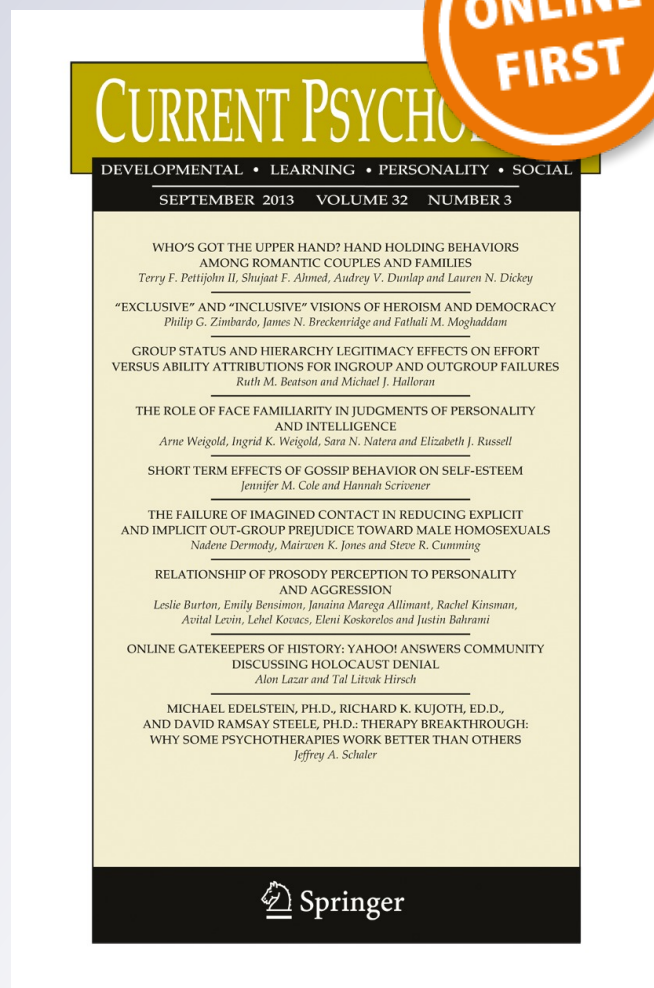 ONLINE
FIRST
CURRENT
DEVELOPMENTAL • LEARNING • PERSONALITY • SOCIAL
SEPTEMBER 2013 VOLUME 32 NUMBER 3
WHO'S GOT THE UPPER HAND? HAND HOLDING BEHAVIORS
AMONG ROMANTIC COUPLES AND FAMILIES
Terry F. Pettijohn II, Shujaat F. Ahmed, Audrey V. Dunlap and Lauren N. Dickey
"EXCLUSIVE" AND "INCLUSIVE" VISIONS OF HEROISM AND DEMOCRACY
Philip G. Zimbardo, James N. Breckenridge and Fathali M. Moghaddam
GROUP STATUS AND HIERARCHY LEGITIMACY EFFECTS ON EFFORT
VERSUS ABILITY ATTRIBUTIONS FOR INGROUP AND OUTGROUP FAILURES
Ruth M. Beatson and Michael J. Halloran
THE ROLE OF FACE FAMILIARITY IN JUDGMENTS OF PERSONALITY
AND INTELLIGENCE
Arne Weigold, Ingrid K. Weigold, Sara N. Natera and Elizabeth J. Russell
SHORT TERM EFFECTS OF GOSSIP BEHAVIOR ON SELF-ESTEEM
Jennifer M. Cole and Hannah Scrivener
THE FAILURE OF IMAGINED CONTACT IN REDUCING EXPLICIT
AND IMPLICIT OUT-GROUP PREJUDICE TOWARD MALE HOMOSEXUALS
Nadene Dermody, Mairwen K. Jones and Steve R. Cumming
RELATIONSHIP OF PROSODY PERCEPTION TO PERSONALITY
AND AGGRESSION
Leslie Burton, Emily Bensimon, Janaina Marega Allimant, Rachel Kinsman,
Avital Levin, Lehel Kovacs, Eleni Koskorelos and Justin Bahrami
ONLINE GATEKEEPERS OF HISTORY: YAHOO! ANSWERS COMMUNITY
DISCUSSING HOLOCAUST DENIAL
Alon Lazar and Tal Litvak Hirsch
MICHAEL EDELSTEIN, PH.D., RICHARD K. KUJOTH, ED.D.,
AND DAVID RAMSAY STEELE, PH.D.: THERAPY BREAKTHROUGH:
WHY SOME PSYCHOTHERAPIES WORK BETTER THAN OTHERS
Jeffrey A. Schaler
Springer